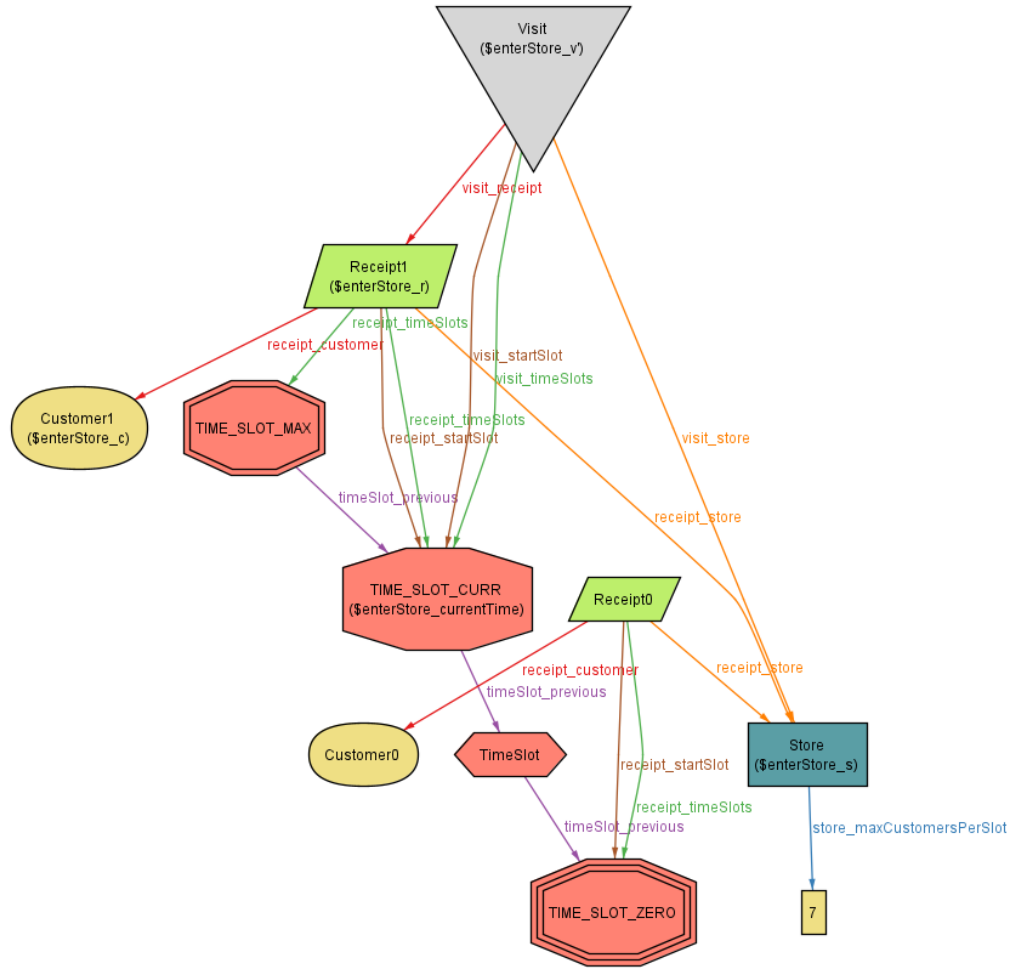 Visit
($enterStore_v')
visit_receipt
Receipt1
($enterStore_r)
receipt_timeSlots
receipt_customer
visit_startSlot
visit_timeSlots
Customer1
($enterStore_c)
TIME_SLOT_MAX
receipt_timeSlots
receipt_startSlot
visit_store
timeSlot_previous
receipt_store
TIME_SLOT_CURR
($enterStore_currentTime)
Receipt0
receipt_customer
receipt_store
timeSlot_previous
Customer0
TimeSlot
Store
($enterStore_s)
receipt_startSlot
receipt_timeSlots
timeSlot_previous
store_maxCustomersPerSlot
TIME_SLOT_ZERO
7